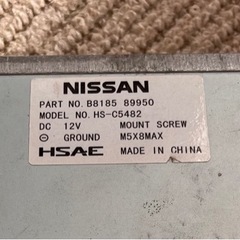 NISSAN
PART NO. B8185 89950
MODEL NO. HS-C5482
DC 12V MOUNT SCREW
⊖ GROUND M5X8MAX
HSAE MADE IN CHINA